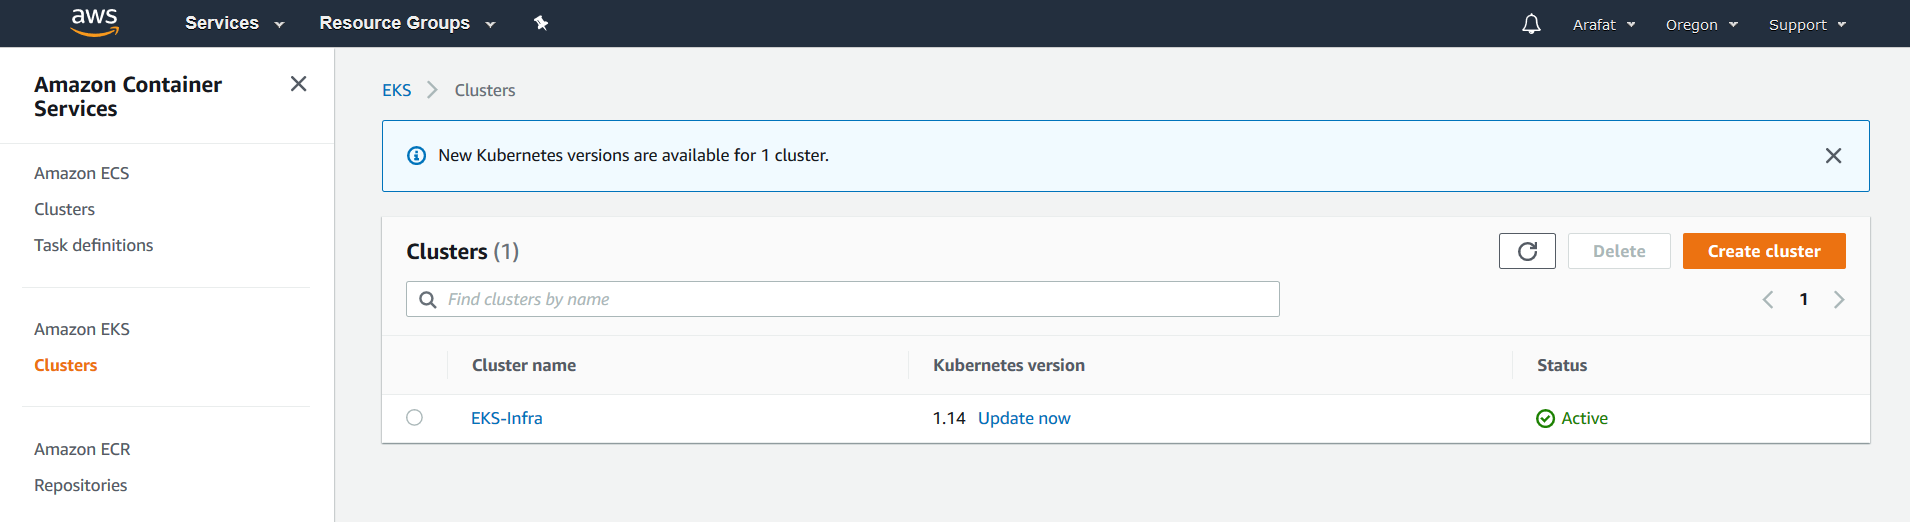 aws Services Resource Groups Arafat Oregon Support
Amazon Container
Services
Amazon ECS
Clusters
Task definitions
Amazon EKS
Clusters
Amazon ECR
Repositories
EKS Clusters
New Kubernetes versions are available for 1 cluster.
Clusters (1) Delete Create cluster
Find clusters by name 1
Cluster name Kubernetes version Status
EKS-Infra 1.14 Update now Active